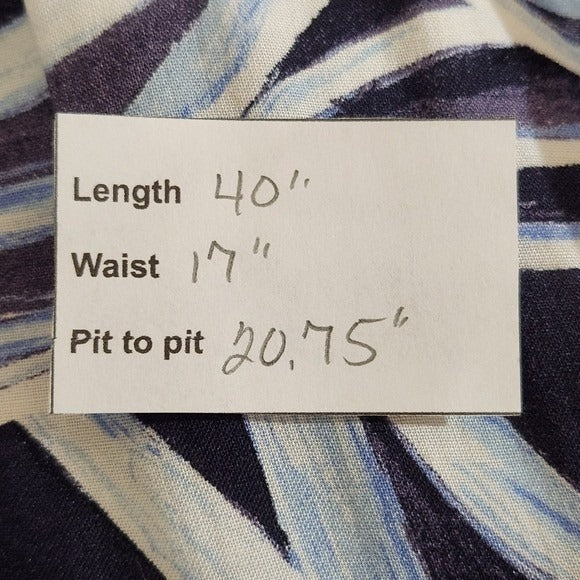 Length 40"
Waist 17"
Pit to pit 20.75"